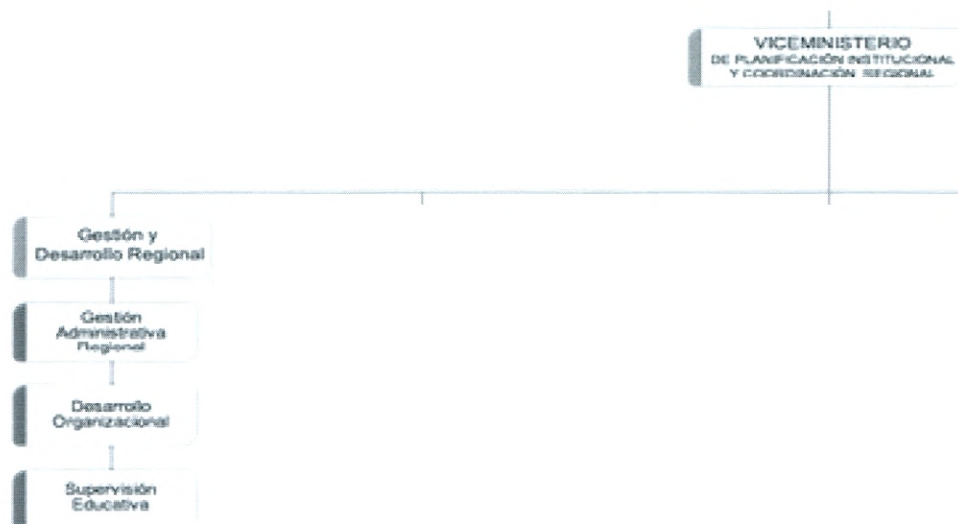 VICEMINISTERIO
DE PLANIFICACIÓN INSTITUCIONAL
Y COORDINACIÓN REGIONAL
Gestión y
Desarrollo Regional
Gestión
Administrativa
Regional
Desarrollo
Organizacional
Supervisión
Educativa